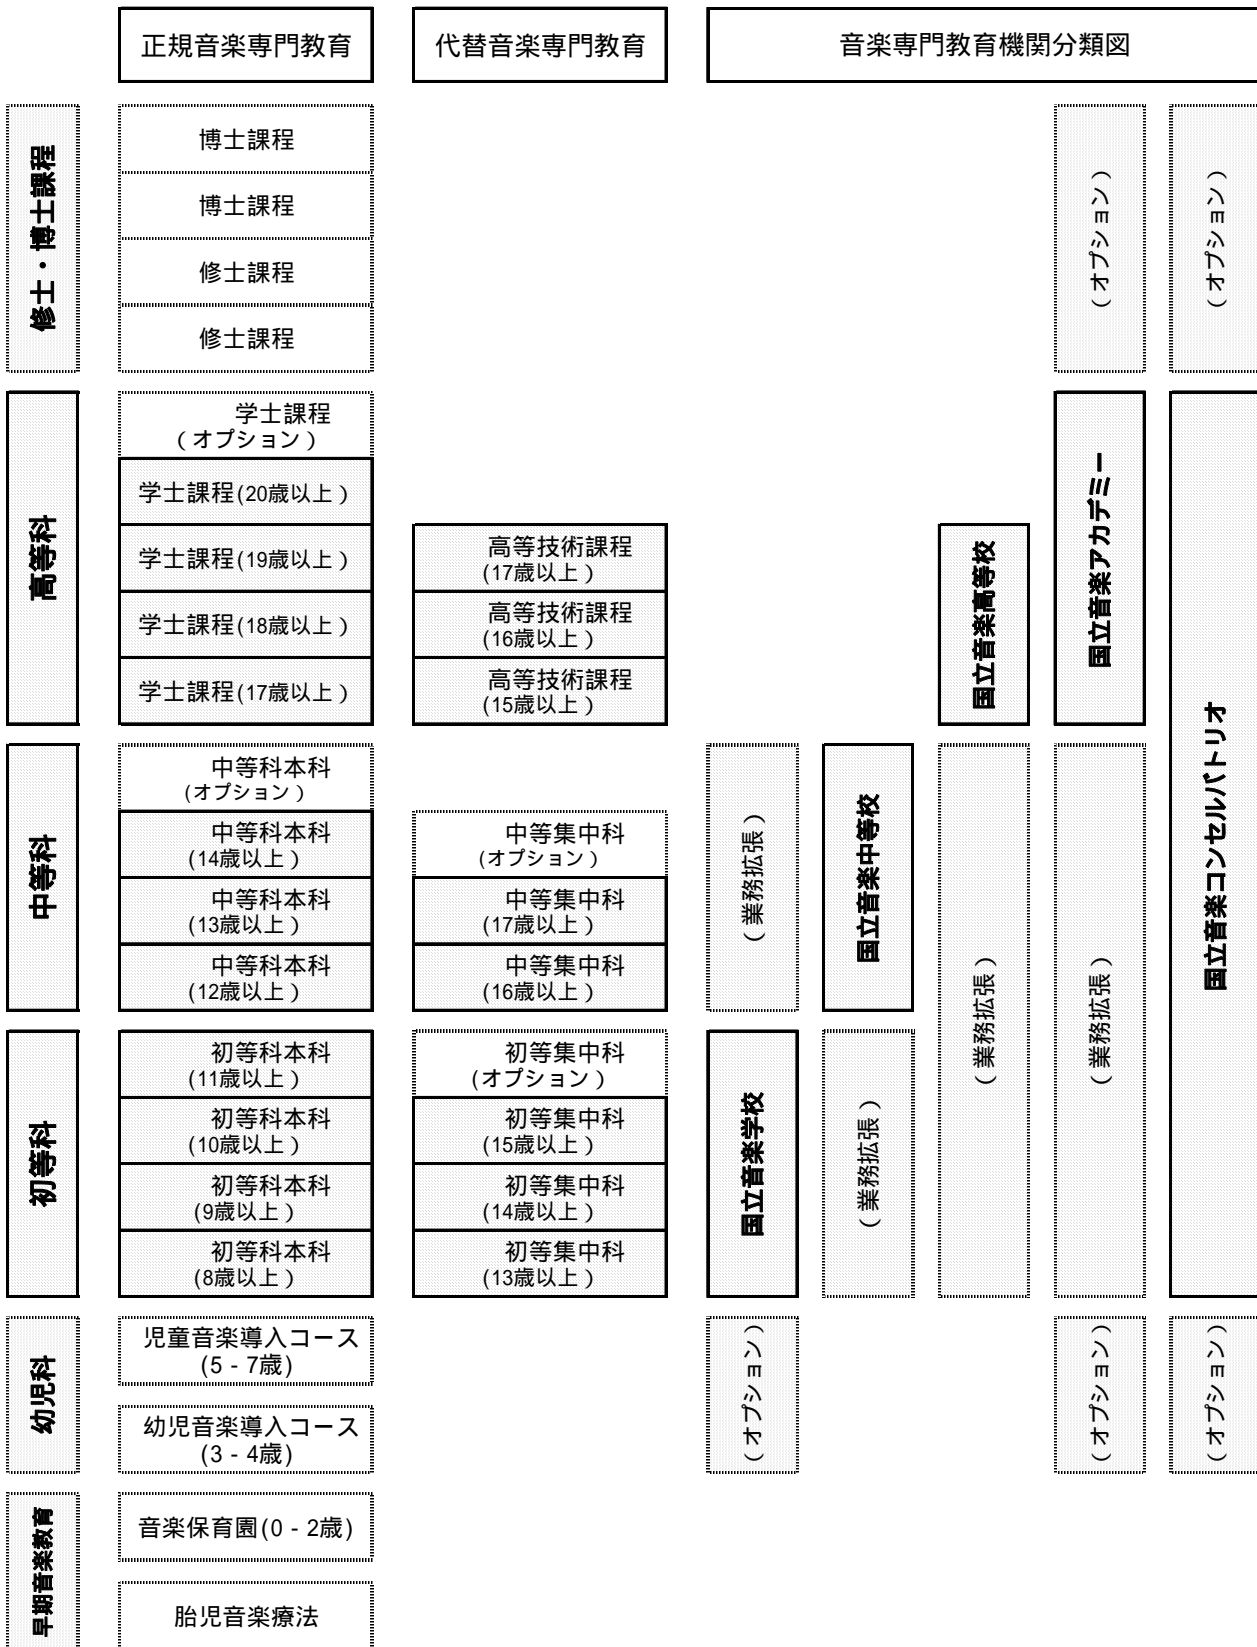 正規音楽専門教育
代替音楽専門教育
音楽専門教育機関分類図
修士・博士課程
博士課程
博士課程
修士課程
修士課程
（オプション）
（オプション）
高等科
学士課程
（オプション）
学士課程(20歳以上）
学士課程(19歳以上）
学士課程(18歳以上）
学士課程(17歳以上）
高等技術課程
(17歳以上）
高等技術課程
(16歳以上）
高等技術課程
(15歳以上）
国立音楽高等校
国立音楽アカデミー
国立音楽コンセルバトリオ
中等科
中等科本科
(オプション）
中等科本科
(14歳以上）
中等科本科
(13歳以上）
中等科本科
(12歳以上）
中等集中科
(オプション）
中等集中科
(17歳以上）
中等集中科
(16歳以上）
（業務拡張）
国立音楽中等校
（業務拡張）
（業務拡張）
初等科
初等科本科
(11歳以上）
初等科本科
(10歳以上）
初等科本科
(9歳以上）
初等科本科
(8歳以上）
初等集中科
(オプション）
初等集中科
(15歳以上）
初等集中科
(14歳以上）
初等集中科
(13歳以上）
国立音楽学校
（業務拡張）
幼児科
児童音楽導入コース
(5 - 7歳)
幼児音楽導入コース
(3 - 4歳)
（オプション）
（オプション）
（オプション）
早期音楽教育
音楽保育園(0 - 2歳)
胎児音楽療法